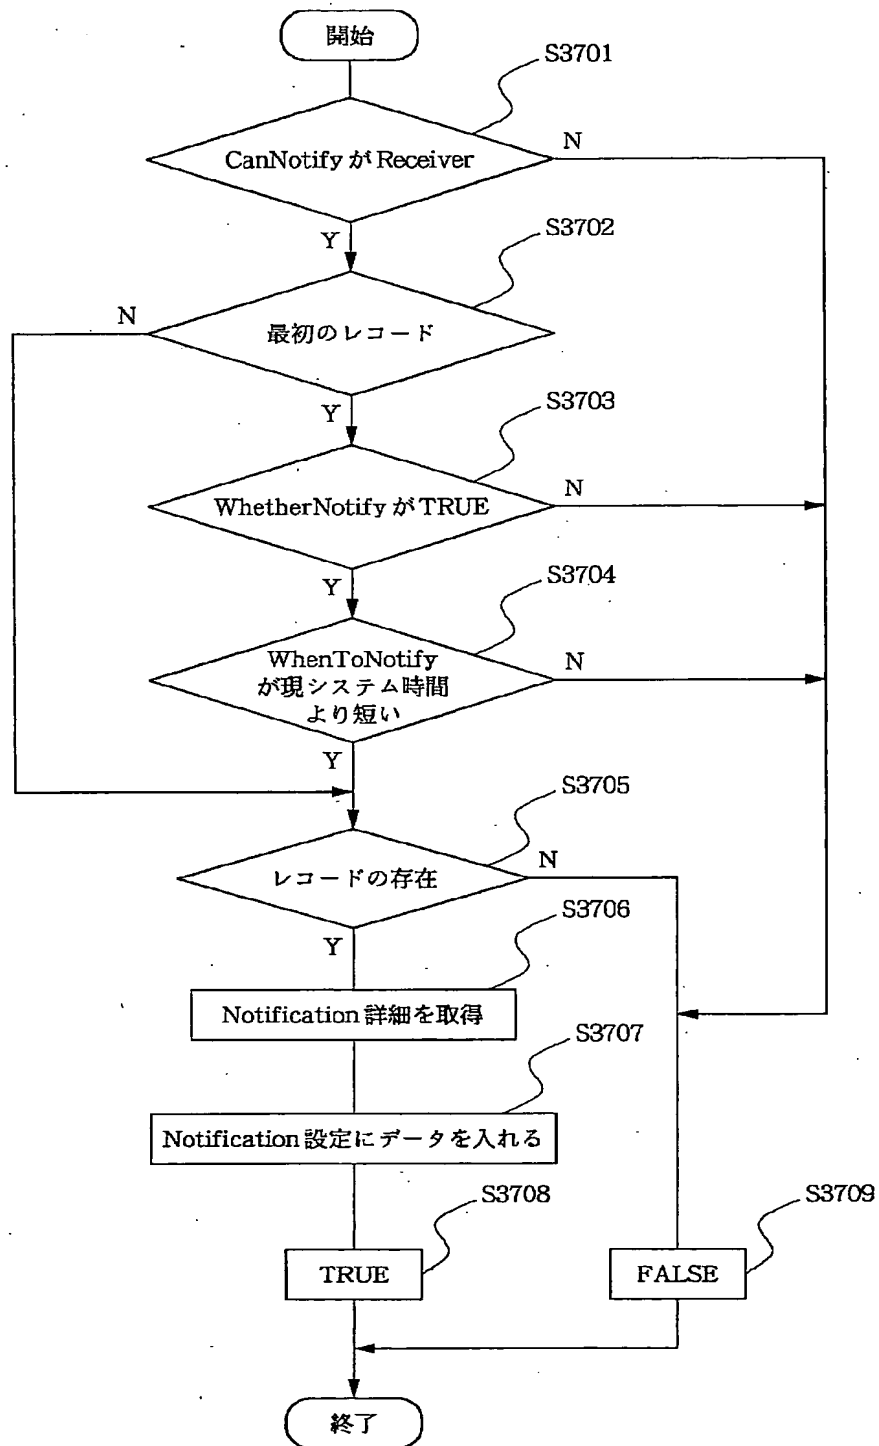 開始
S3701
CanNotify が Receiver
N
Y
S3702
最初のレコード
N
Y
S3703
WhetherNotify が TRUE
N
Y
S3704
WhenToNotify
が現システム時間
より短い
N
Y
S3705
レコードの存在
N
Y
S3706
Notification 詳細を取得
S3707
Notification 設定にデータを入れる
S3708
TRUE
S3709
FALSE
終了